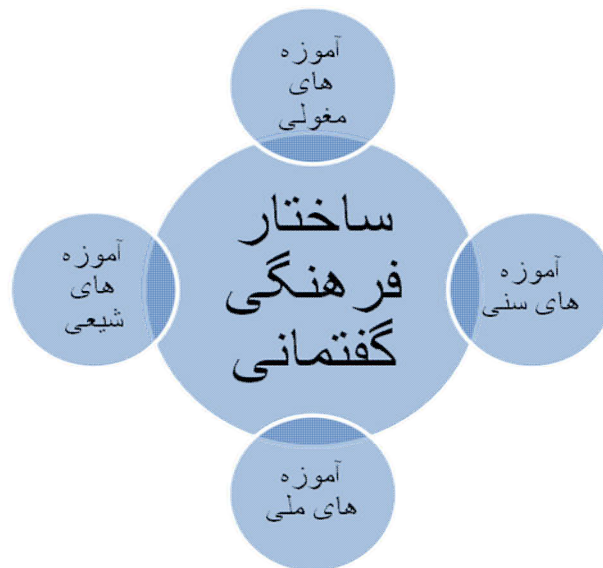 آموزه
های
مغولی
ساختار
فرهنگی
گفتمانی
آموزه
های سنی
آموزه
های
شیعی
آموزه
های ملی